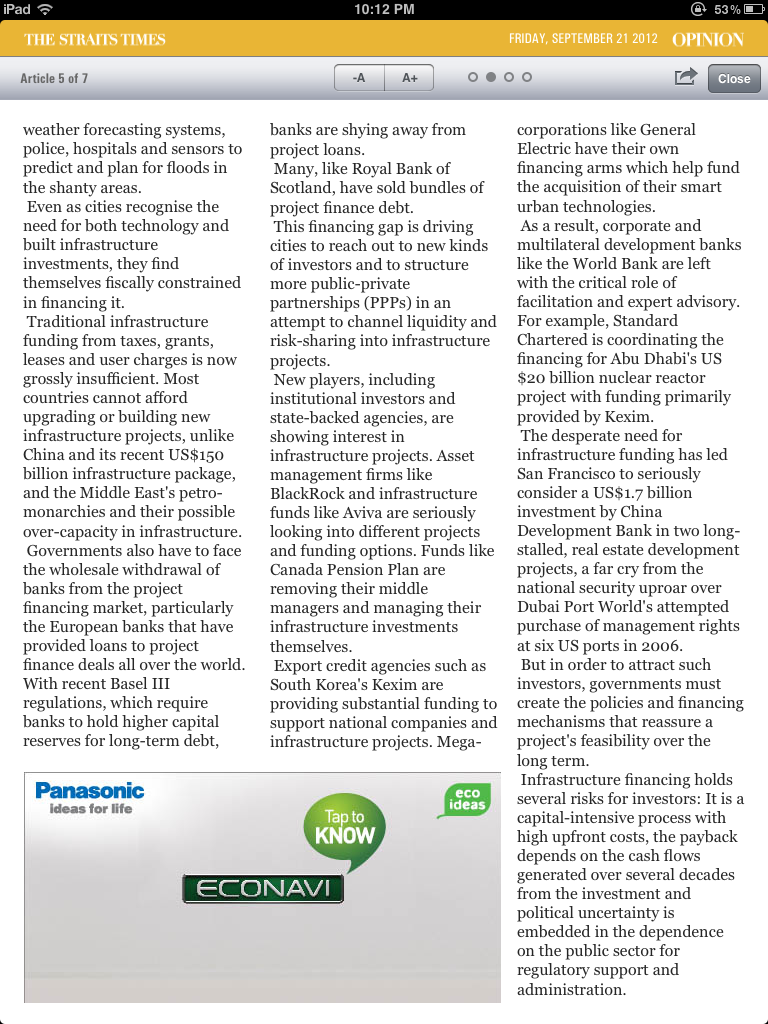 iPad
10:12 PM
53%
THE STRAITS TIMES
FRIDAY, SEPTEMBER 21 2012
OPINION
Article 5 of 7
-A
A+
Close
weather forecasting systems,
police, hospitals and sensors to
predict and plan for floods in
the shanty areas.
Even as cities recognise the
need for both technology and
built infrastructure
investments, they find
themselves fiscally constrained
in financing it.
Traditional infrastructure
funding from taxes, grants,
leases and user charges is now
grossly insufficient. Most
countries cannot afford
upgrading or building new
infrastructure projects, unlike
China and its recent US$150
billion infrastructure package,
and the Middle East's petro-
monarchies and their possible
over-capacity in infrastructure.
Governments also have to face
the wholesale withdrawal of
banks from the project
financing market, particularly
the European banks that have
provided loans to project
finance deals all over the world.
With recent Basel III
regulations, which require
banks to hold higher capital
reserves for long-term debt,
banks are shying away from
project loans.
Many, like Royal Bank of
Scotland, have sold bundles of
project finance debt.
This financing gap is driving
cities to reach out to new kinds
of investors and to structure
more public-private
partnerships (PPPs) in an
attempt to channel liquidity and
risk-sharing into infrastructure
projects.
New players, including
institutional investors and
state-backed agencies, are
showing interest in
infrastructure projects. Asset
management firms like
BlackRock and infrastructure
funds like Aviva are seriously
looking into different projects
and funding options. Funds like
Canada Pension Plan are
removing their middle
managers and managing their
infrastructure investments
themselves.
Export credit agencies such as
South Korea's Kexim are
providing substantial funding to
support national companies and
infrastructure projects. Mega-
corporations like General
Electric have their own
financing arms which help fund
the acquisition of their smart
urban technologies.
As a result, corporate and
multilateral development banks
like the World Bank are left
with the critical role of
facilitation and expert advisory.
For example, Standard
Chartered is coordinating the
financing for Abu Dhabi's US
$20 billion nuclear reactor
project with funding primarily
provided by Kexim.
The desperate need for
infrastructure funding has led
San Francisco to seriously
consider a US$1.7 billion
investment by China
Development Bank in two long-
stalled, real estate development
projects, a far cry from the
national security uproar over
Dubai Port World's attempted
purchase of management rights
at six US ports in 2006.
But in order to attract such
investors, governments must
create the policies and financing
mechanisms that reassure a
project's feasibility over the
long term.
Infrastructure financing holds
several risks for investors: It is a
capital-intensive process with
high upfront costs, the payback
depends on the cash flows
generated over several decades
from the investment and
political uncertainty is
embedded in the dependence
on the public sector for
regulatory support and
administration.
Panasonic
ideas for life
Tap to
KNOW
eco
ideas
ECONAVI